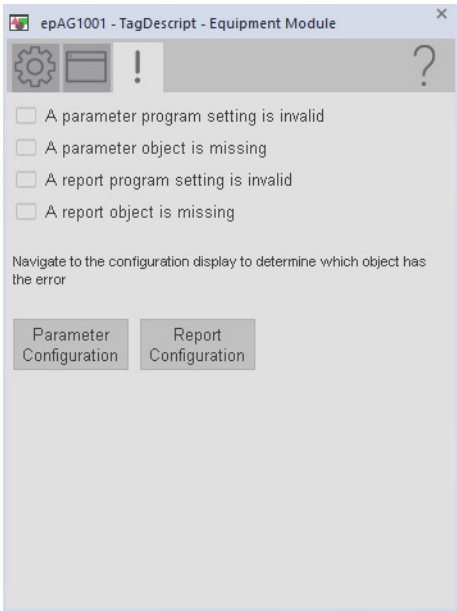 epAG1001 - TagDescript - Equipment Module
×
!
?
A parameter program setting is invalid
A parameter object is missing
A report program setting is invalid
A report object is missing
Navigate to the configuration display to determine which object has
the error
Parameter
Configuration
Report
Configuration